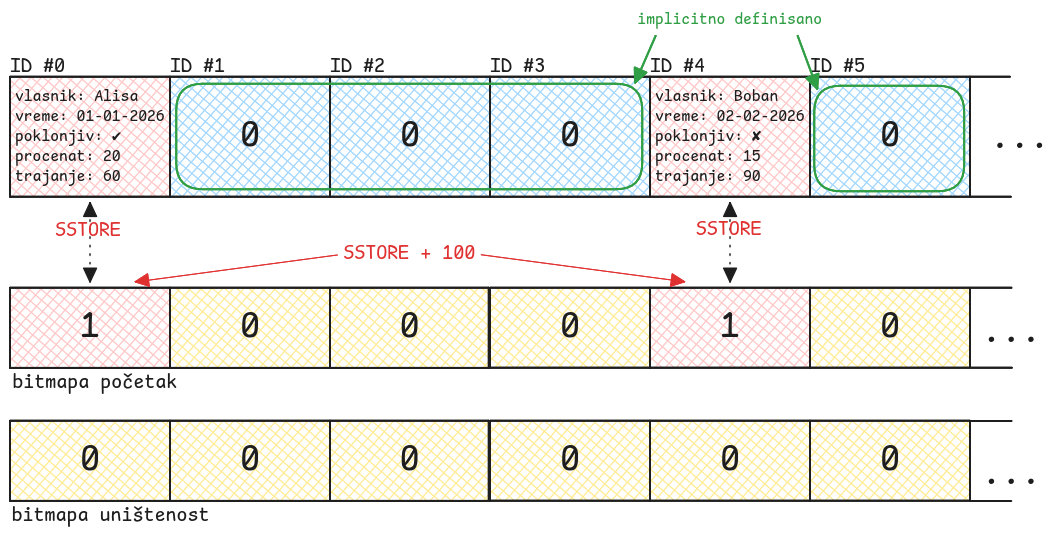 implicitno definisano
ID #0 ID #1 ID #2 ID #3 ID #4 ID #5
vlasnik: Alisa
vreme: 01-01-2026
poklonjiv: ✔
procenat: 20
trajanje: 60
0 0 0
vlasnik: Boban
vreme: 02-02-2026
poklonjiv: ✘
procenat: 15
trajanje: 90
0 ...
SSTORE SSTORE
SSTORE + 100
1 0 0 0 1 0 ...
bitmapa početak
0 0 0 0 0 0 ...
bitmapa uništenost